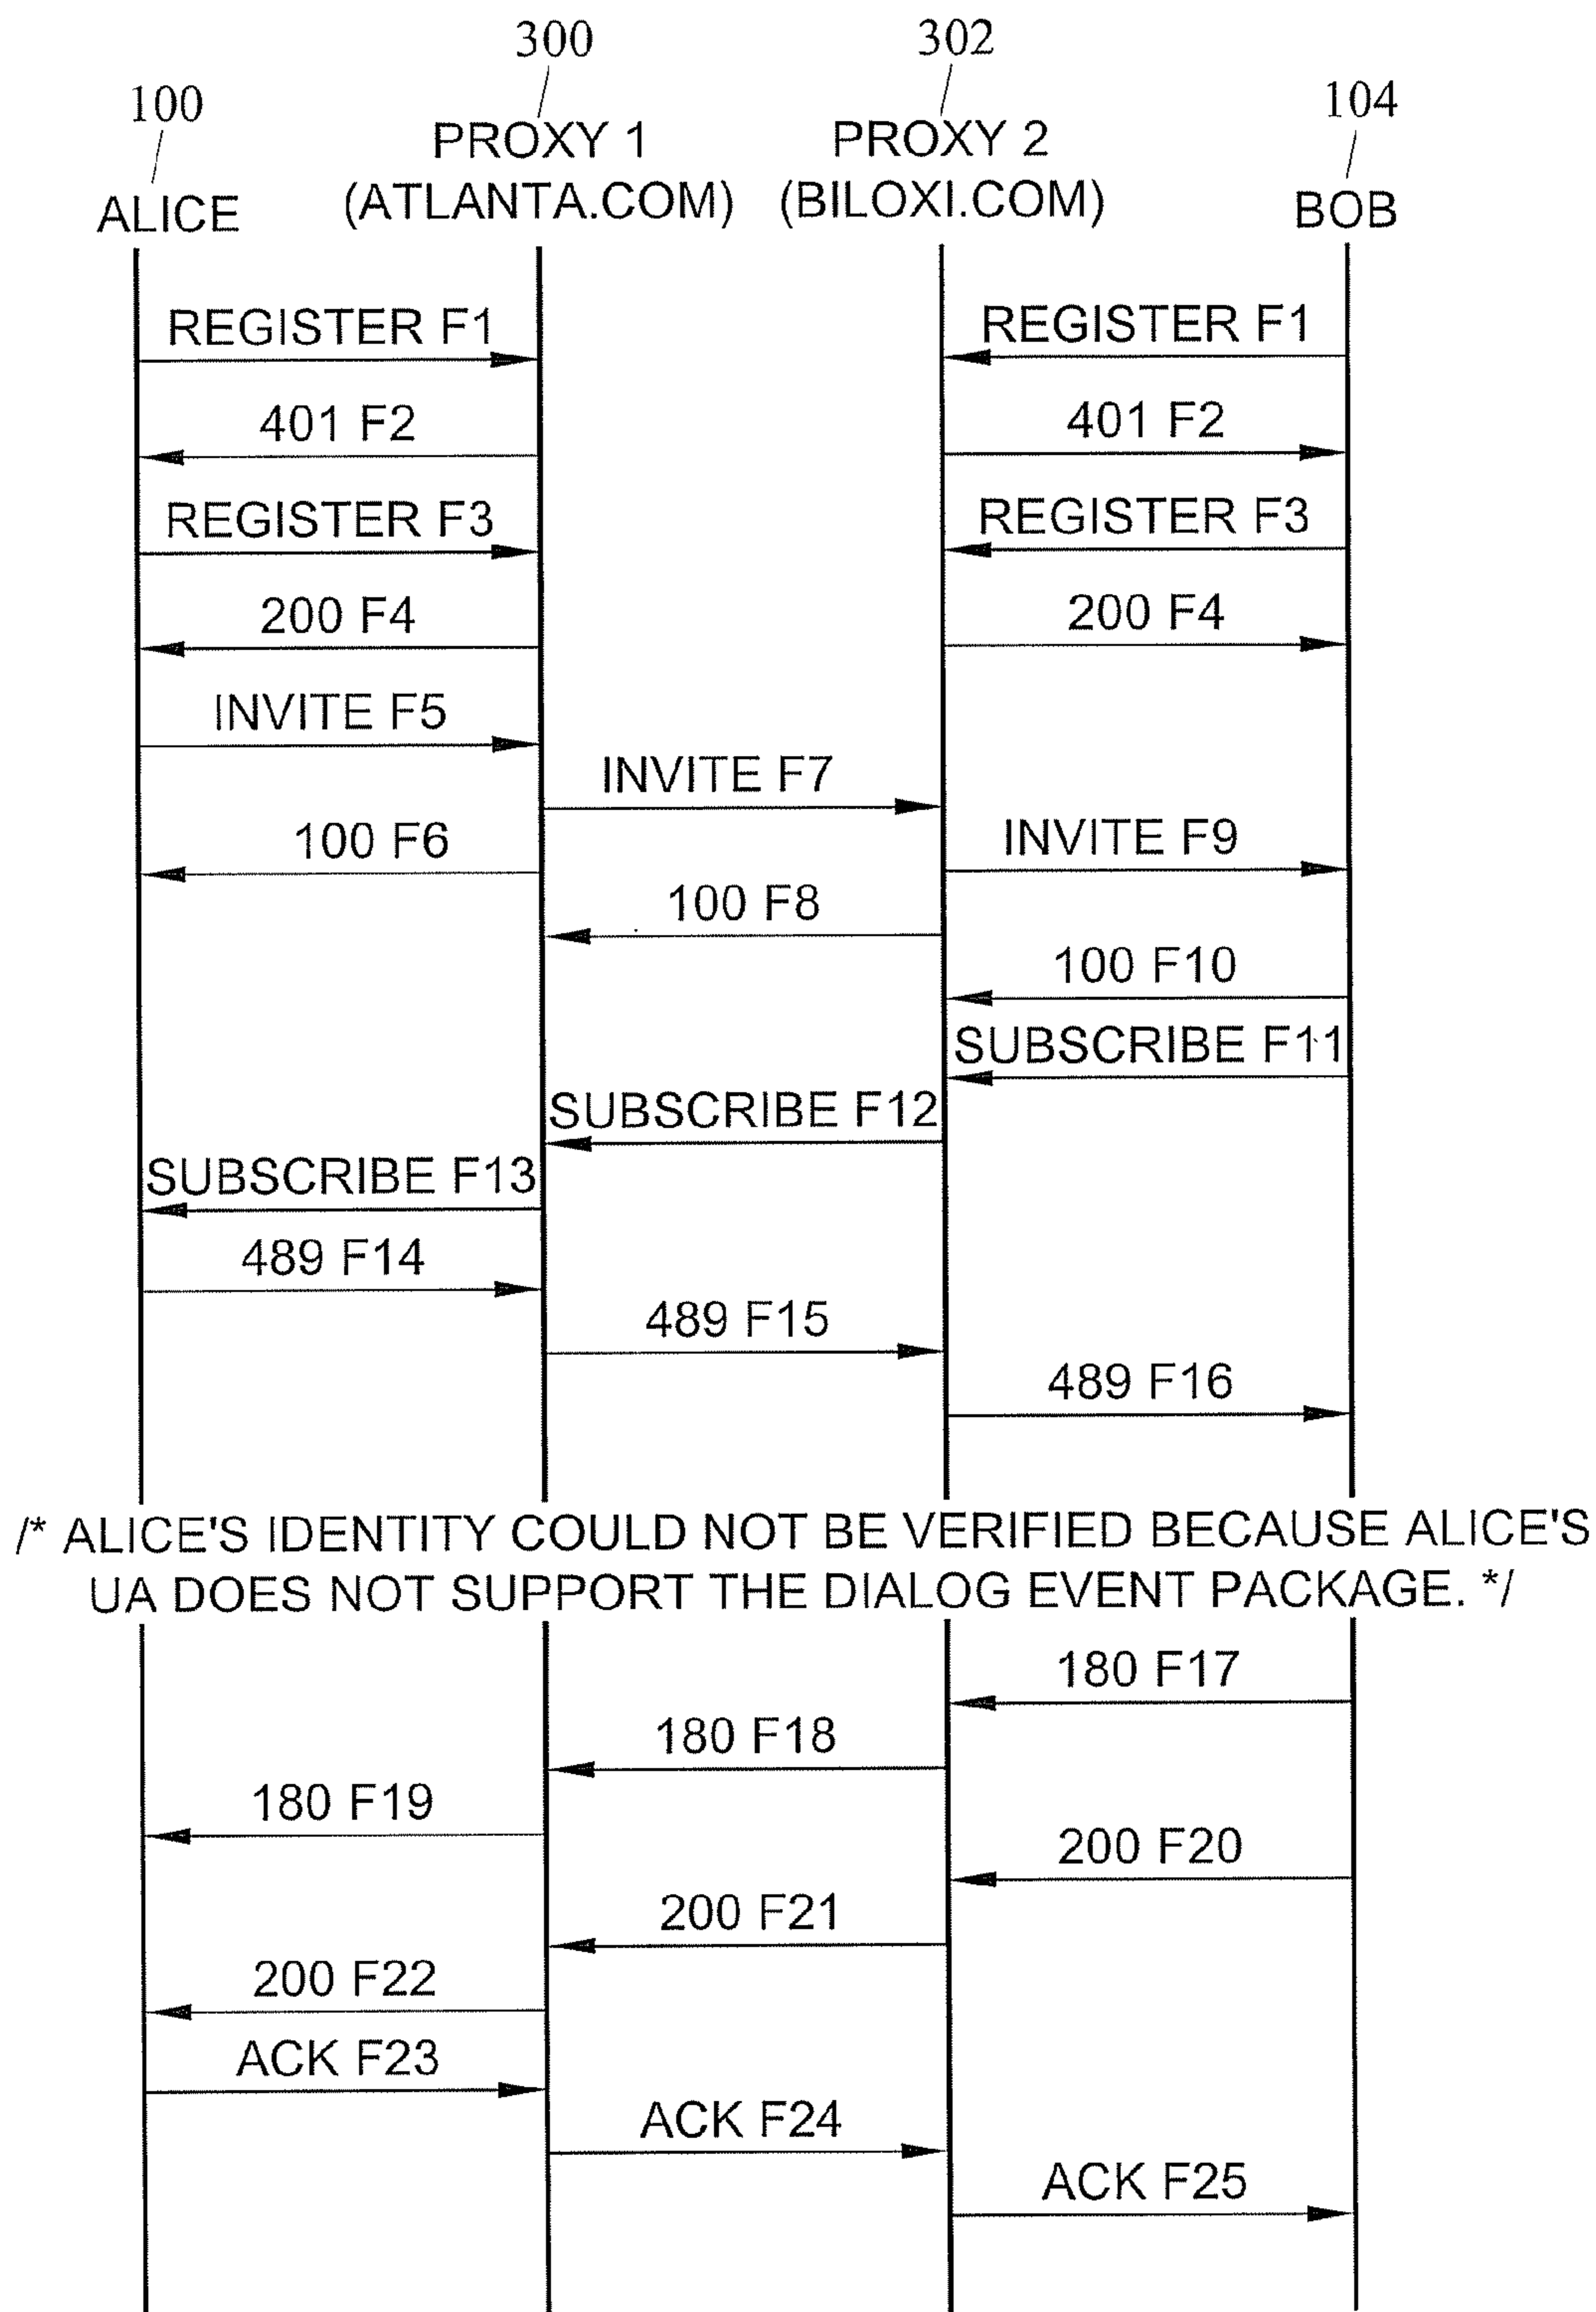 300
302
100
104
PROXY 1
PROXY 2
ALICE
(ATLANTA.COM)
(BILOXI.COM)
BOB
REGISTER F1
REGISTER F1
401 F2
401 F2
REGISTER F3
REGISTER F3
200 F4
200 F4
INVITE F5
INVITE F7
100 F6
INVITE F9
100 F8
100 F10
SUBSCRIBE F11
SUBSCRIBE F12
SUBSCRIBE F13
489 F14
489 F15
489 F16
/* ALICE'S IDENTITY COULD NOT BE VERIFIED BECAUSE ALICE'S
UA DOES NOT SUPPORT THE DIALOG EVENT PACKAGE. */
180 F17
180 F18
180 F19
200 F20
200 F21
200 F22
ACK F23
ACK F24
ACK F25